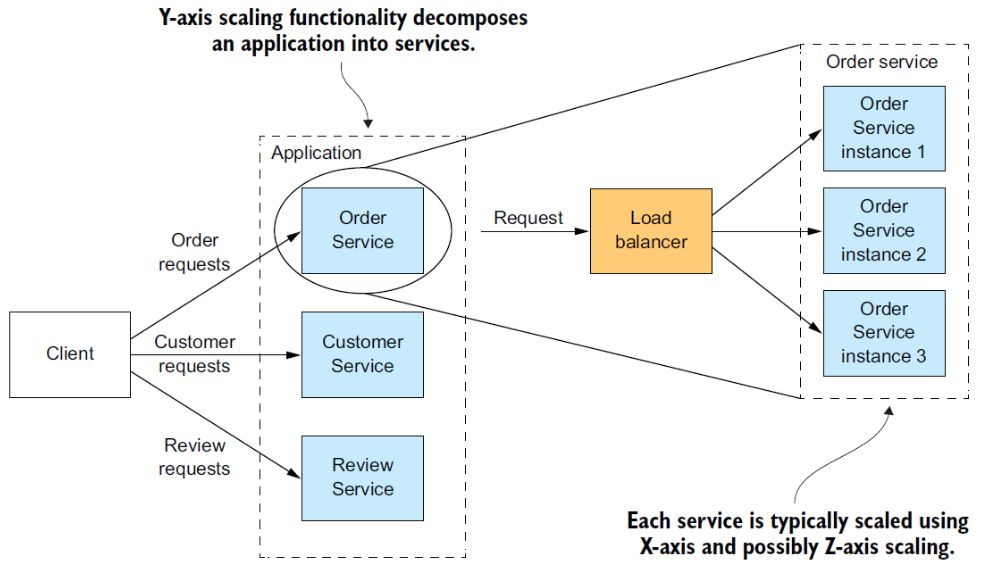 Y-axis scaling functionality decomposes
an application into services.
Order service
Order
Service
instance 1
Application
Order
Service
Request
Load
balancer
Order
Service
instance 2
Order
requests
Order
Service
instance 3
Client
Customer
requests
Customer
Service
Review
requests
Review
Service
Each service is typically scaled using
X-axis and possibly Z-axis scaling.